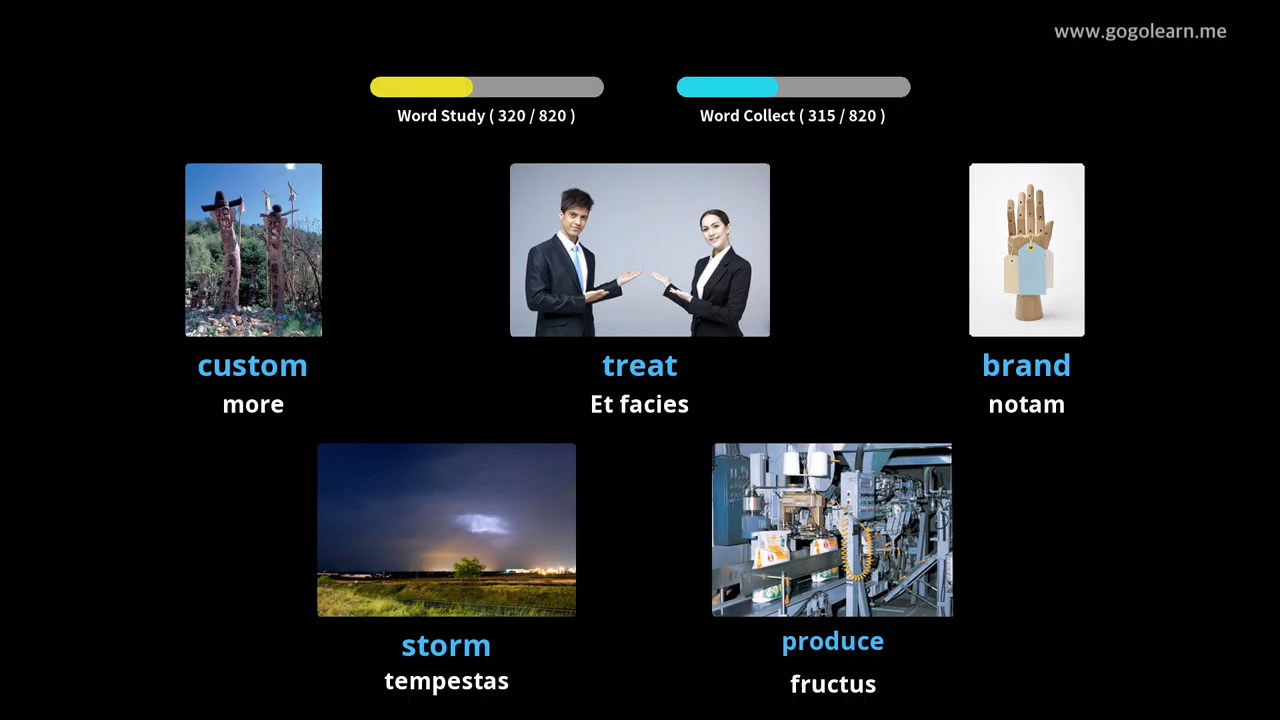 www.gogolearn.me
Word Study ( 320 / 820 )
Word Collect ( 315 / 820 )
custom
more
treat
Et facies
brand
notam
storm
tempestas
produce
fructus